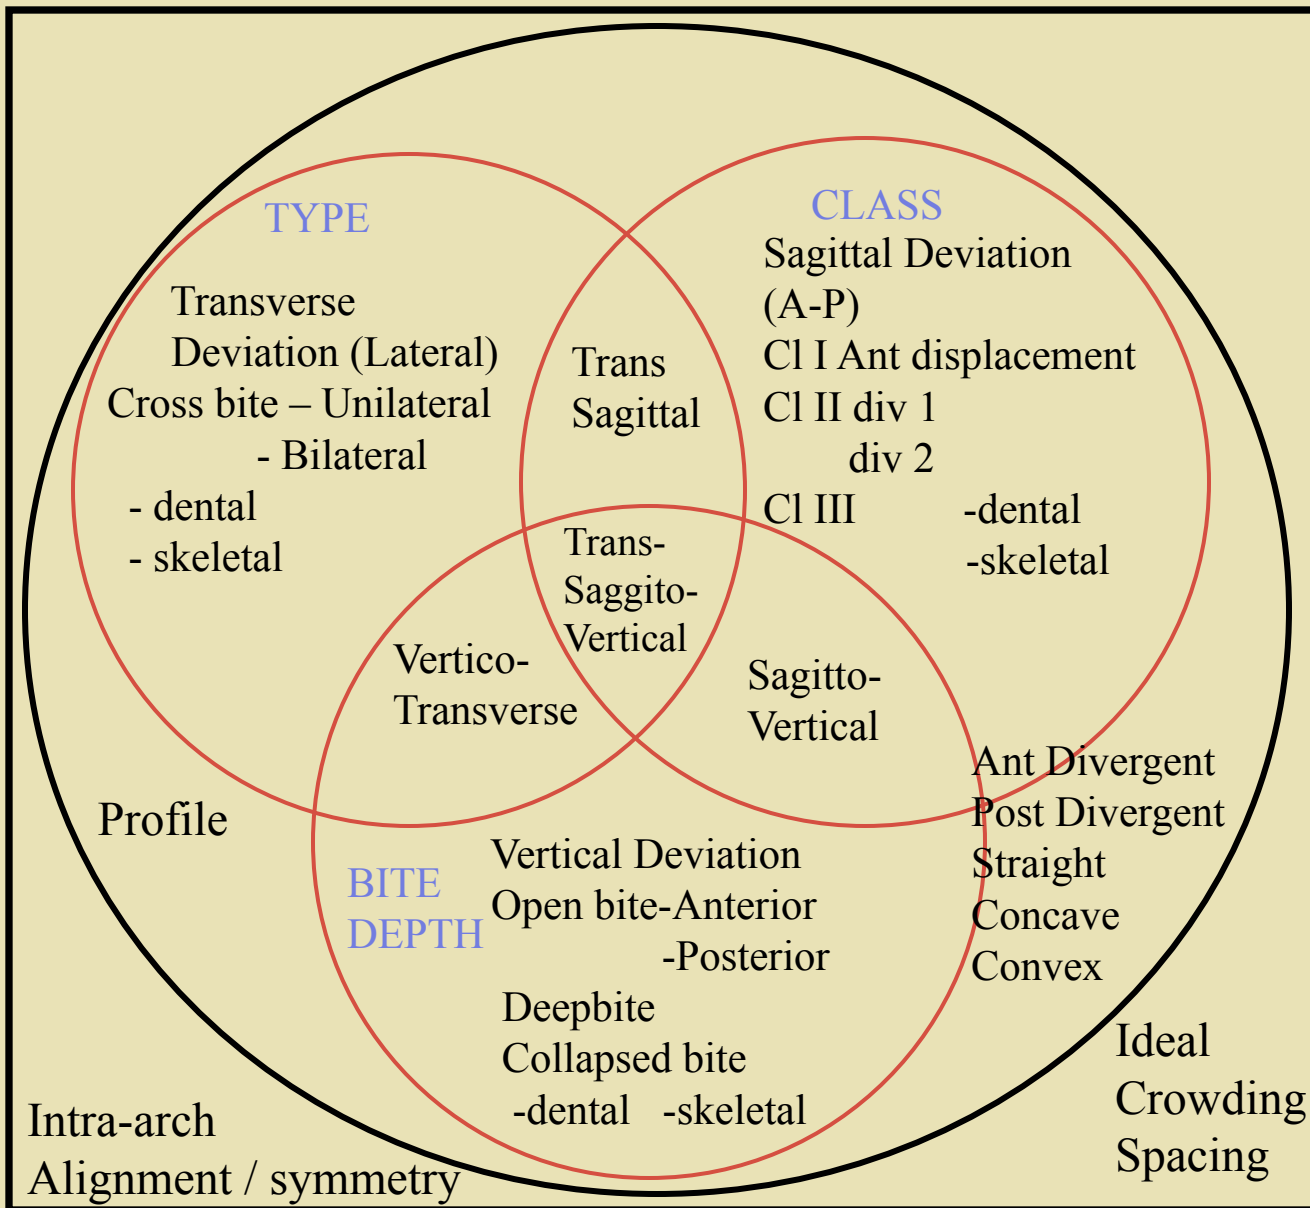 TYPE
Transverse
Deviation (Lateral)
Cross bite – Unilateral
- Bilateral
- dental
- skeletal
CLASS
Sagittal Deviation
(A-P)
Cl I Ant displacement
Cl II div 1
div 2
Cl III -dental
-skeletal
Trans
Sagittal
Trans-
Saggito-
Vertical
Vertico-
Transverse
Sagitto-
Vertical
Profile
Ant Divergent
Post Divergent
Straight
Concave
Convex
BITE
DEPTH
Vertical Deviation
Open bite-Anterior
-Posterior
Deepbite
Collapsed bite
-dental -skeletal
Intra-arch
Alignment / symmetry
Ideal
Crowding
Spacing